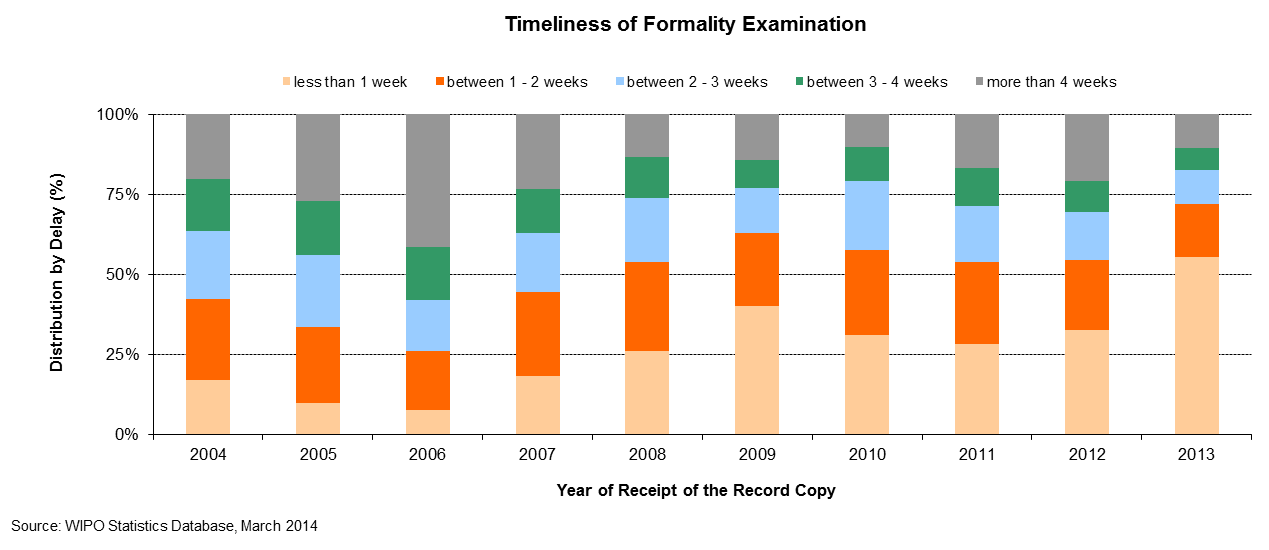 Timeliness of Formality Examination
less than 1 week between 1 - 2 weeks between 2 - 3 weeks between 3 - 4 weeks more than 4 weeks
Distribution by Delay (%)
100%
75%
50%
25%
0%
2004 2005 2006 2007 2008 2009 2010 2011 2012 2013
Year of Receipt of the Record Copy
Source: WIPO Statistics Database, March 2014